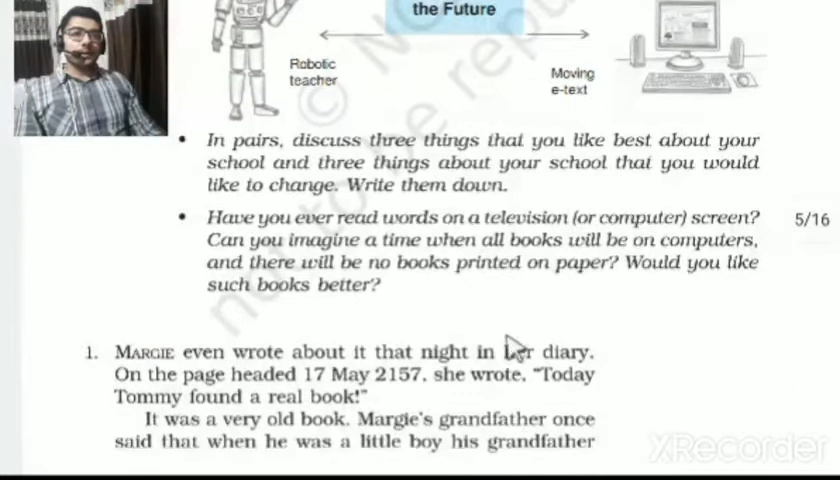 the Future
Robotic
teacher
Moving
e-text
• In pairs, discuss three things that you like best about your
school and three things about your school that you would
like to change. Write them down.
• Have you ever read words on a television (or computer) screen?
Can you imagine a time when all books will be on computers,
and there will be no books printed on paper? Would you like
such books better?
5/16
1. MARGIE even wrote about it that night in her diary.
On the page headed 17 May 2157, she wrote, “Today
Tommy found a real book!”
It was a very old book. Margie's grandfather once
said that when he was a little boy his grandfather
© NC
not to be repu
XRecorder